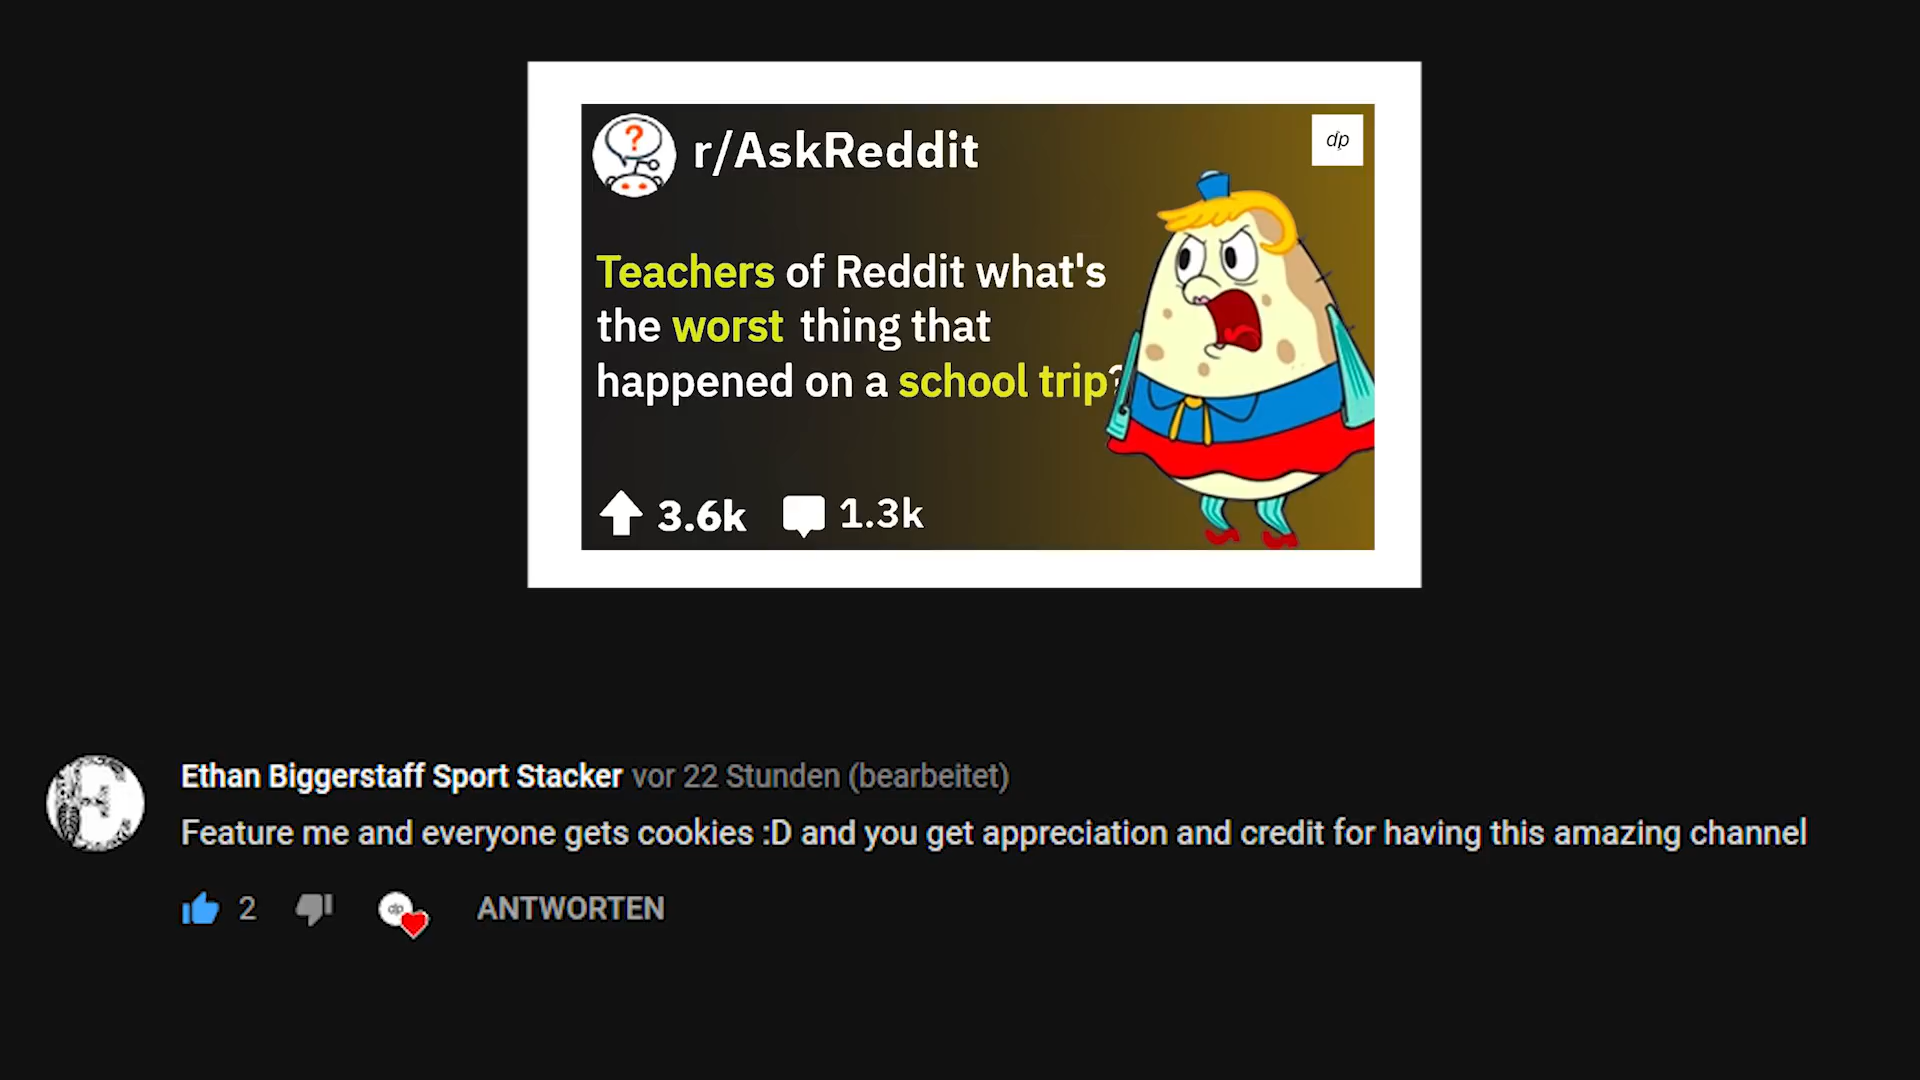 r/AskReddit
dp
Teachers of Reddit what's
the worst thing that
happened on a school trip?
3.6k 1.3k
Ethan Biggerstaff Sport Stacker vor 22 Stunden (bearbeitet)
Feature me and everyone gets cookies :D and you get appreciation and credit for having this amazing channel
2 dp ANTWORTEN